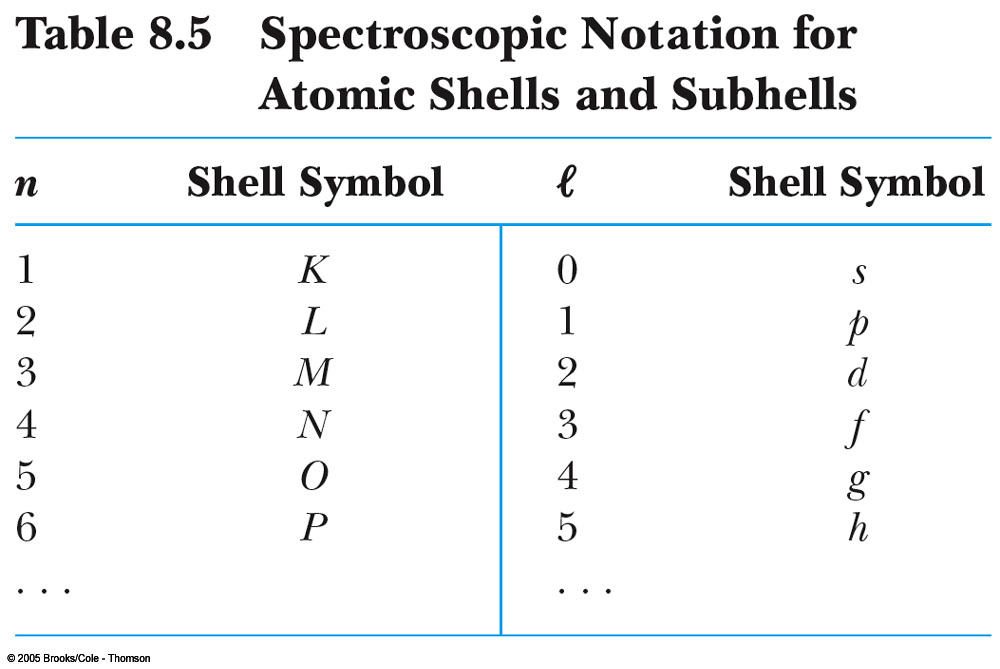 Table 8.5 Spectroscopic Notation for
Atomic Shells and Subhells
n Shell Symbol ℓ Shell Symbol
1 K 0 s
2 L 1 p
3 M 2 d
4 N 3 f
5 O 4 g
6 P 5 h
. . . . . .
© 2005 Brooks/Cole - Thomson